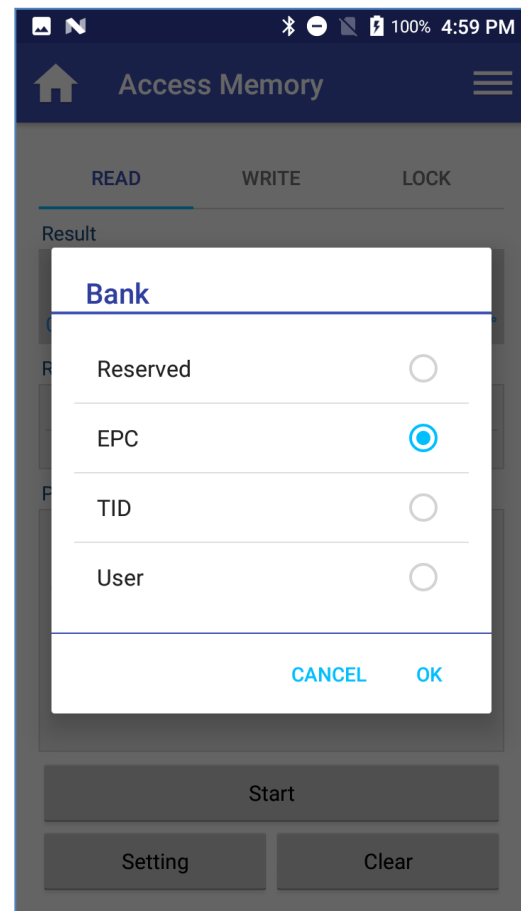 100% 4:59 PM
Access Memory
READ WRITE LOCK
Result
Bank
Reserved
EPC
TID
User
CANCEL OK
Start
Setting Clear